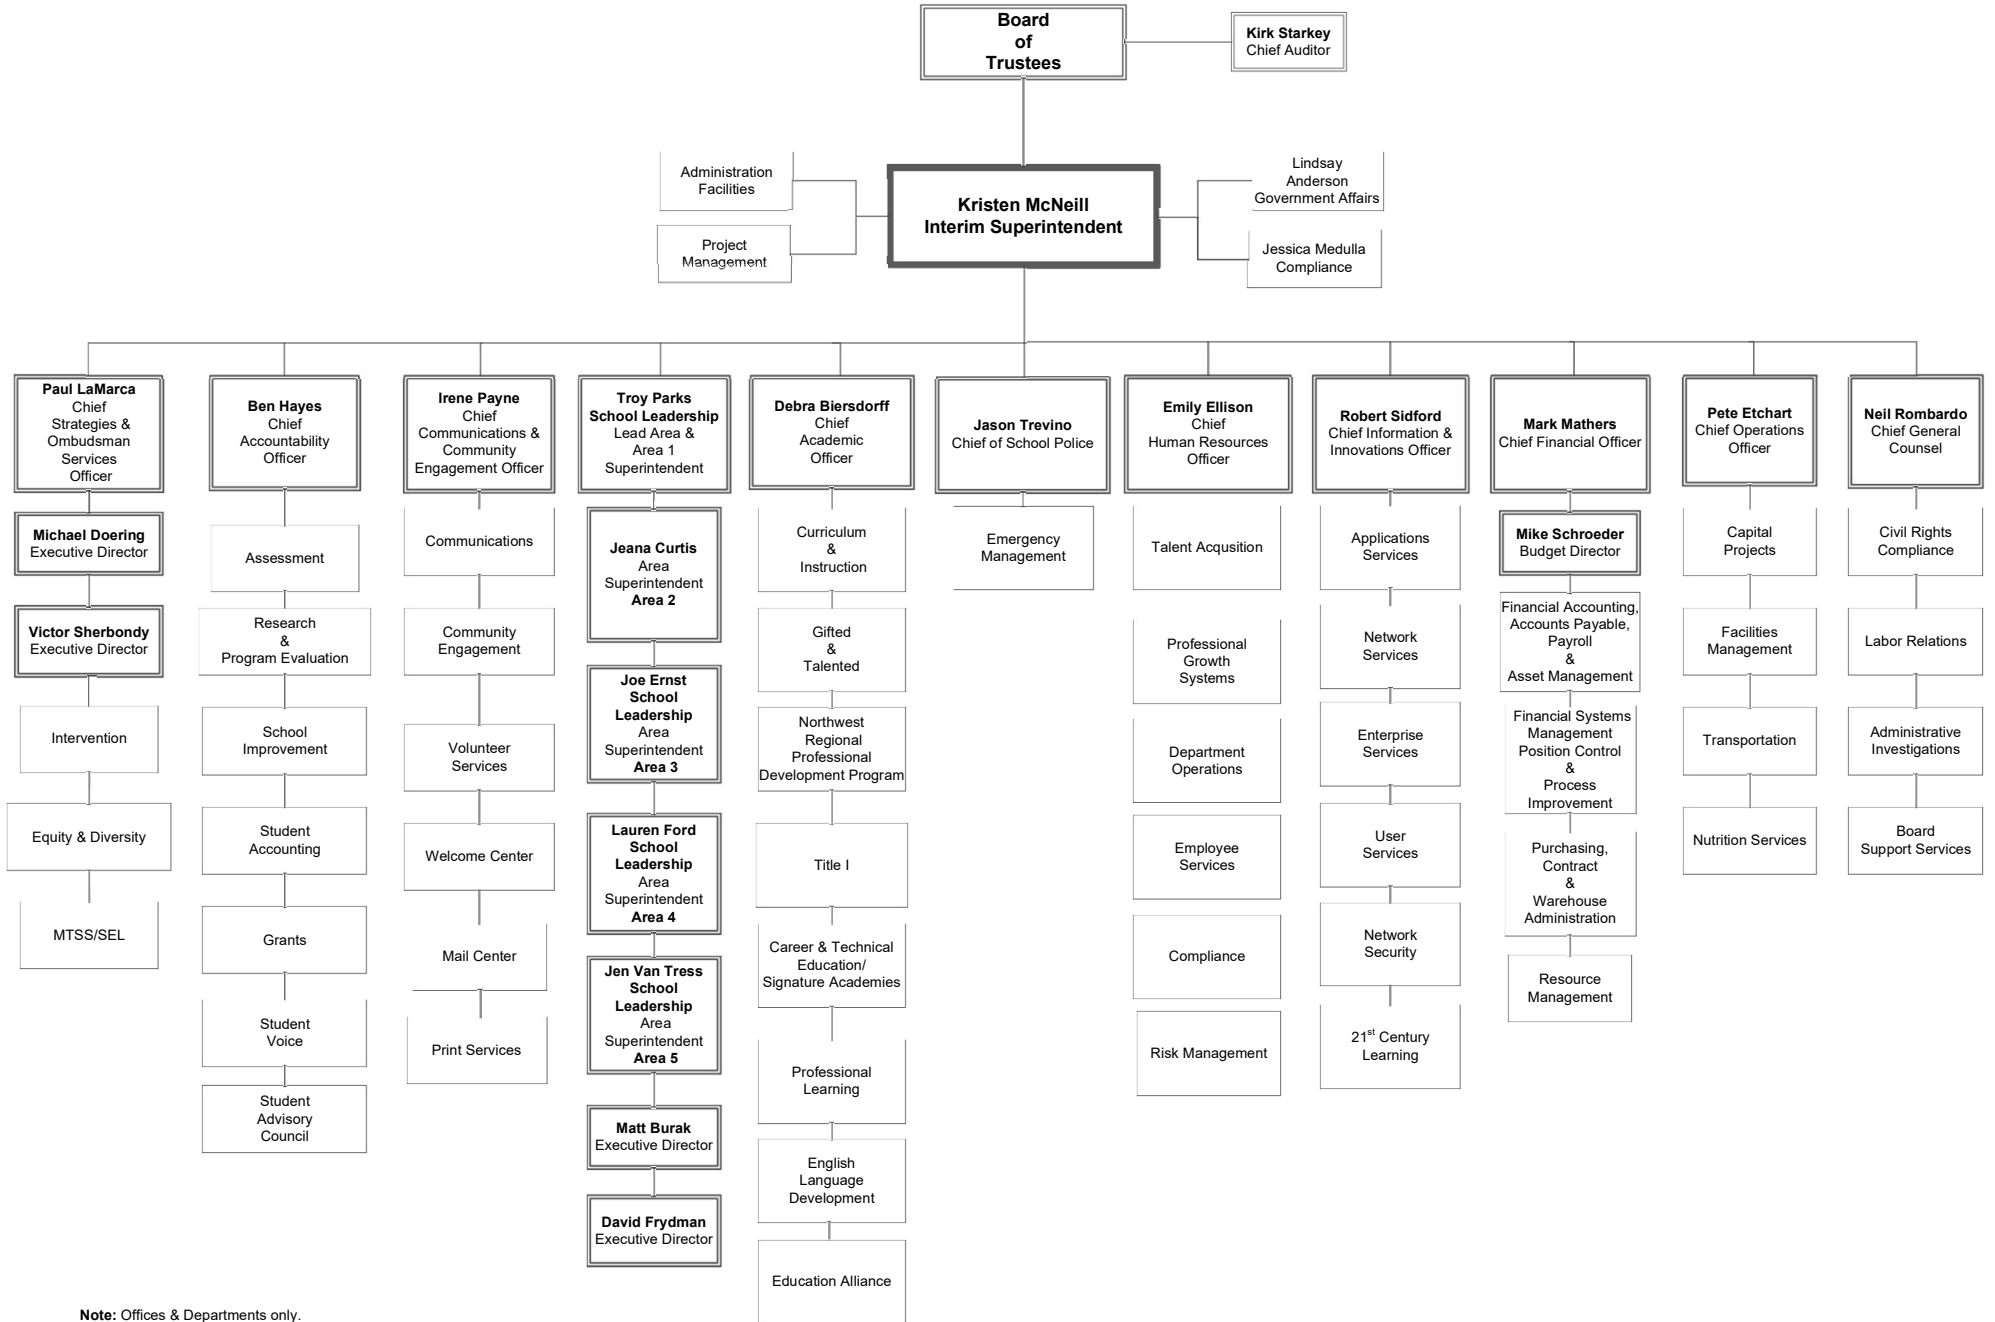 Board
of
Trustees
Kirk Starkey
Chief Auditor
Administration
Facilities
Project
Management
Kristen McNeill
Interim Superintendent
Lindsay
Anderson
Government Affairs
Jessica Medulla
Compliance
Paul LaMarca
Chief
Strategies &
Ombudsman
Services
Officer
Michael Doering
Executive Director
Victor Sherbondy
Executive Director
Intervention
Equity & Diversity
MTSS/SEL
Ben Hayes
Chief
Accountability
Officer
Assessment
Research
&
Program Evaluation
School
Improvement
Student
Accounting
Grants
Student
Voice
Student
Advisory
Council
Irene Payne
Chief
Communications &
Community
Engagement Officer
Communications
Community
Engagement
Volunteer
Services
Welcome Center
Mail Center
Print Services
Troy Parks
School Leadership
Lead Area &
Area 1
Superintendent
Jeana Curtis
Area
Superintendent
Area 2
Joe Ernst
School
Leadership
Area
Superintendent
Area 3
Lauren Ford
School
Leadership
Area
Superintendent
Area 4
Jen Van Tress
School
Leadership
Area
Superintendent
Area 5
Matt Burak
Executive Director
David Frydman
Executive Director
Debra Biersdorff
Chief
Academic
Officer
Curriculum
&
Instruction
Gifted
&
Talented
Northwest
Regional
Professional
Development Program
Title I
Career & Technical
Education/
Signature Academies
Professional
Learning
English
Language
Development
Education Alliance
Jason Trevino
Chief of School Police
Emergency
Management
Emily Ellison
Chief
Human Resources
Officer
Talent Acqusition
Professional
Growth
Systems
Department
Operations
Employee
Services
Compliance
Risk Management
Robert Sidford
Chief Information &
Innovations Officer
Applications
Services
Network
Services
Enterprise
Services
User
Services
Network
Security
21st Century
Learning
Mark Mathers
Chief Financial Officer
Mike Schroeder
Budget Director
Financial Accounting,
Accounts Payable,
Payroll
&
Asset Management
Financial Systems
Management
Position Control
&
Process
Improvement
Purchasing,
Contract
&
Warehouse
Administration
Resource
Management
Pete Etchart
Chief Operations
Officer
Capital
Projects
Facilities
Management
Transportation
Nutrition Services
Neil Rombardo
Chief General
Counsel
Civil Rights
Compliance
Labor Relations
Administrative
Investigations
Board
Support Services
Note: Offices & Departments only.